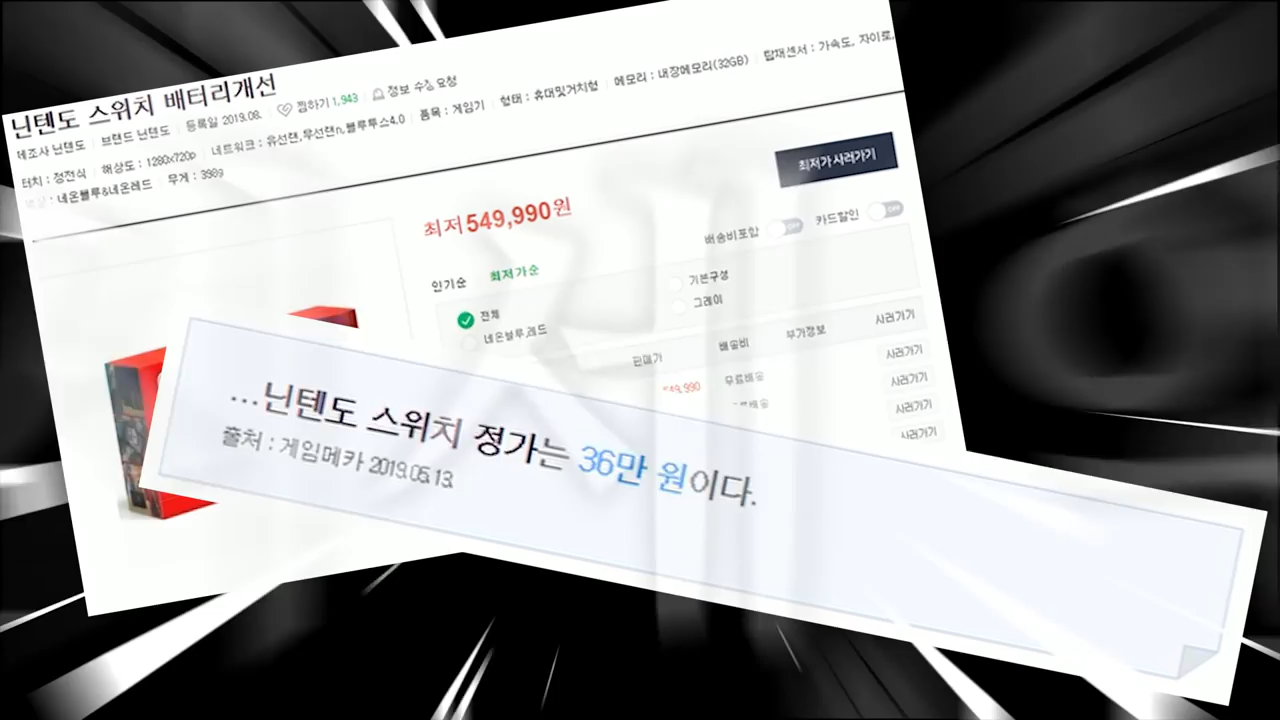 닌텐도 스위치 배터리개선
제조사 닌텐도 브랜드 닌텐도 등록일 2019.08. 찜하기 1,943 정보 수정 요청
터치 : 정전식 해상도 : 1280x720p 네트워크 : 유선랜,무선랜n,블루투스4.0 품목 : 게임기 형태 : 휴대및거치형 메모리 : 내장메모리(32GB) 탑재센서 : 가속도, 자이로,
색상 : 네온블루&네온레드 무게 : 398g
최저가 사러가기
최저 549,990원
배송비포함 OFF 카드할인 OFF
인기순 최저가순
전체 기본구성
네온블루,레드 그레이
판매가 배송비 부가정보 사러가기
549,990 무료배송 사러가기
사러가기
사러가기
사러가기
...닌텐도 스위치 정가는 36만 원이다.
출처 : 게임메카 2019.05.13.